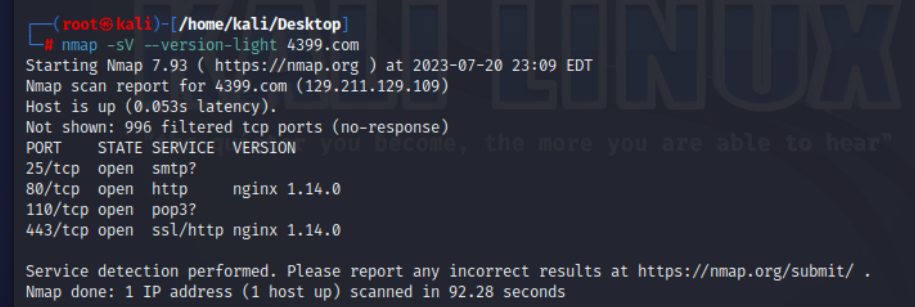 ┌──(root㉿kali)-[/home/kali/Desktop]
└─# nmap -sV --version-light 4399.com
Starting Nmap 7.93 ( https://nmap.org ) at 2023-07-20 23:09 EDT
Nmap scan report for 4399.com (129.211.129.109)
Host is up (0.053s latency).
Not shown: 996 filtered tcp ports (no-response)
PORT    STATE SERVICE  VERSION
25/tcp  open  smtp?
80/tcp  open  http     nginx 1.14.0
110/tcp open  pop3?
443/tcp open  ssl/http nginx 1.14.0
Service detection performed. Please report any incorrect results at https://nmap.org/submit/ .
Nmap done: 1 IP address (1 host up) scanned in 92.28 seconds
KALI LINUX
you become, the more you are able to hear"